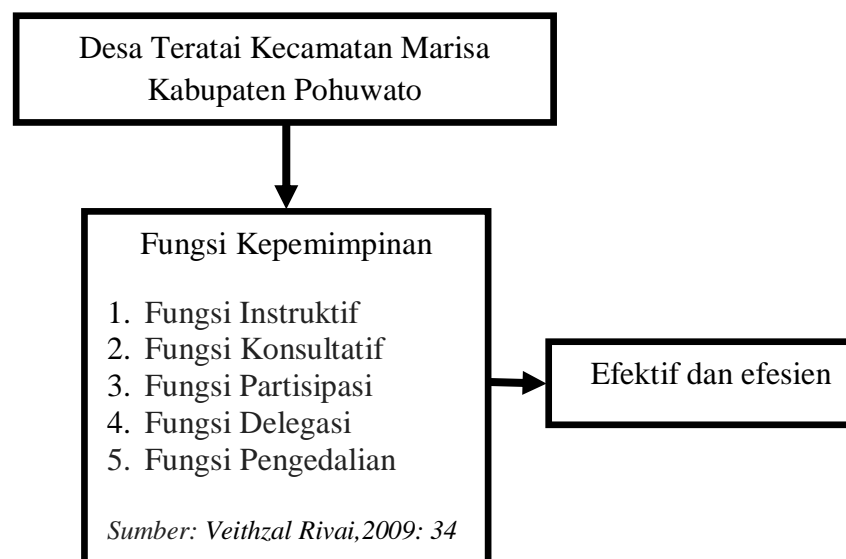 Desa Teratai Kecamatan Marisa
Kabupaten Pohuwato
Fungsi Kepemimpinan
1. Fungsi Instruktif
2. Fungsi Konsultatif
3. Fungsi Partisipasi
4. Fungsi Delegasi
5. Fungsi Pengedalian
Sumber: Veithzal Rivai,2009: 34
Efektif dan efesien